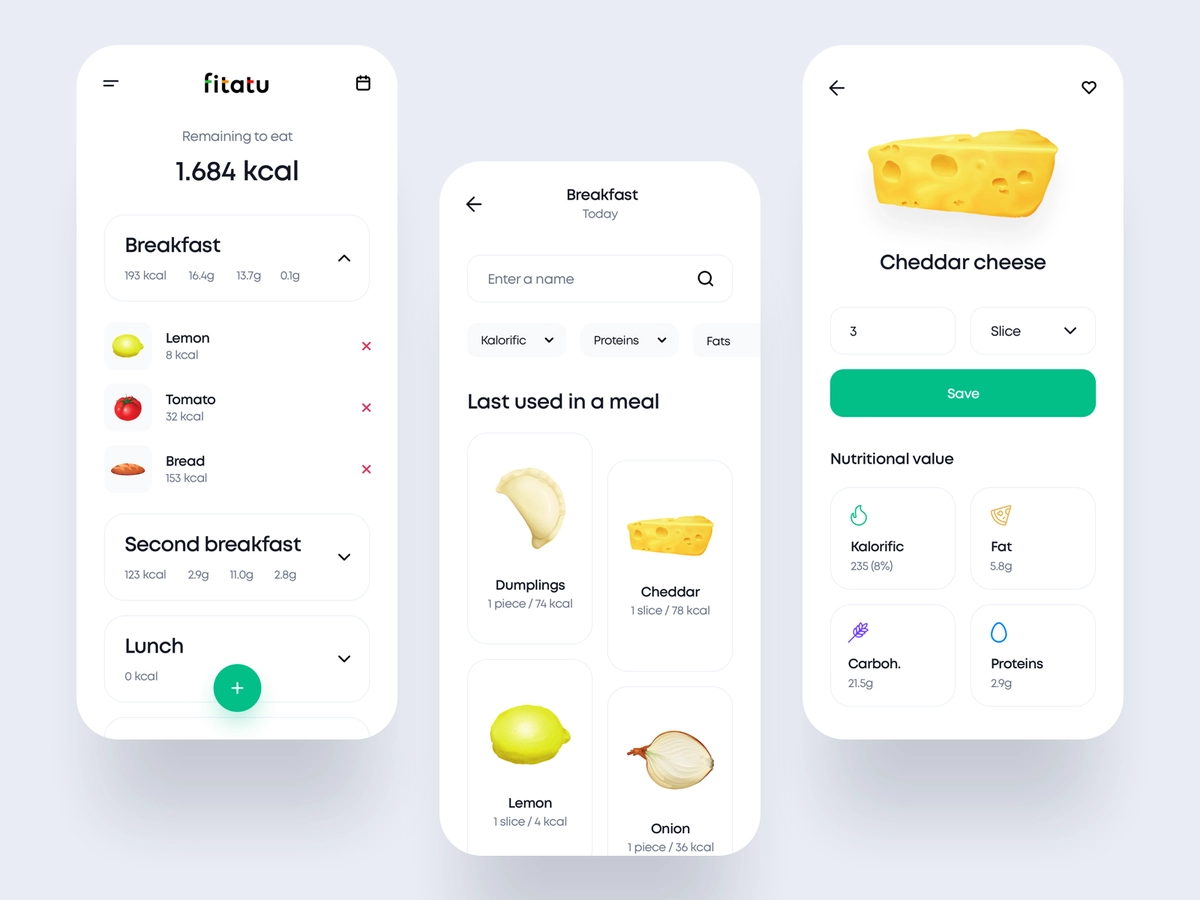 fitatu
Remaining to eat
1.684 kcal
Breakfast
193 kcal 16.4g 13.7g 0.1g
Lemon
8 kcal
Tomato
32 kcal
Bread
153 kcal
Second breakfast
123 kcal 2.9g 11.0g 2.8g
Lunch
0 kcal
+
Breakfast
Today
Enter a name
Kalorific Proteins Fats
Last used in a meal
Dumplings
1 piece / 74 kcal
Cheddar
1 slice / 78 kcal
Lemon
1 slice / 4 kcal
Onion
1 piece / 36 kcal
Cheddar cheese
3 Slice
Save
Nutritional value
Kalorific
235 (8%)
Fat
5.8g
Carboh.
21.5g
Proteins
2.9g